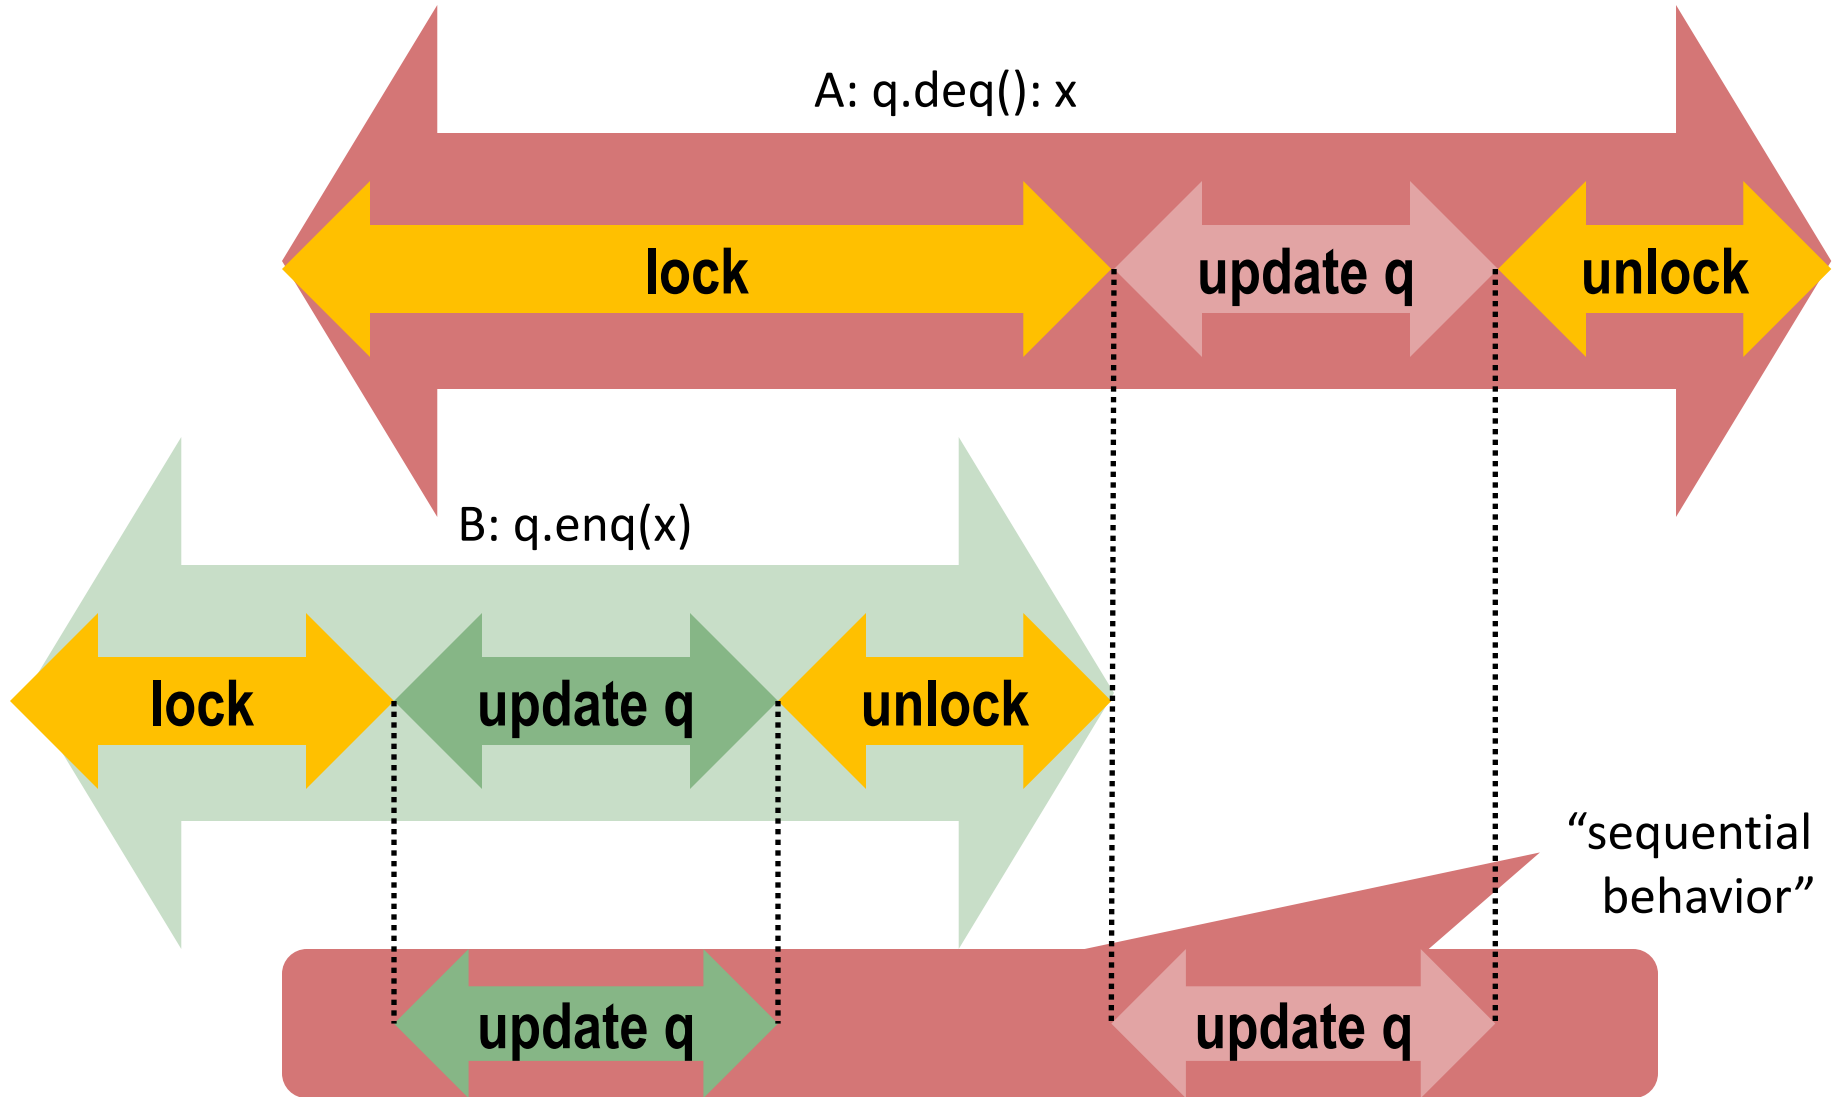 A: q.deq(): x
lock
update q
unlock
B: q.enq(x)
lock
update q
unlock
“sequential
behavior”
update q
update q